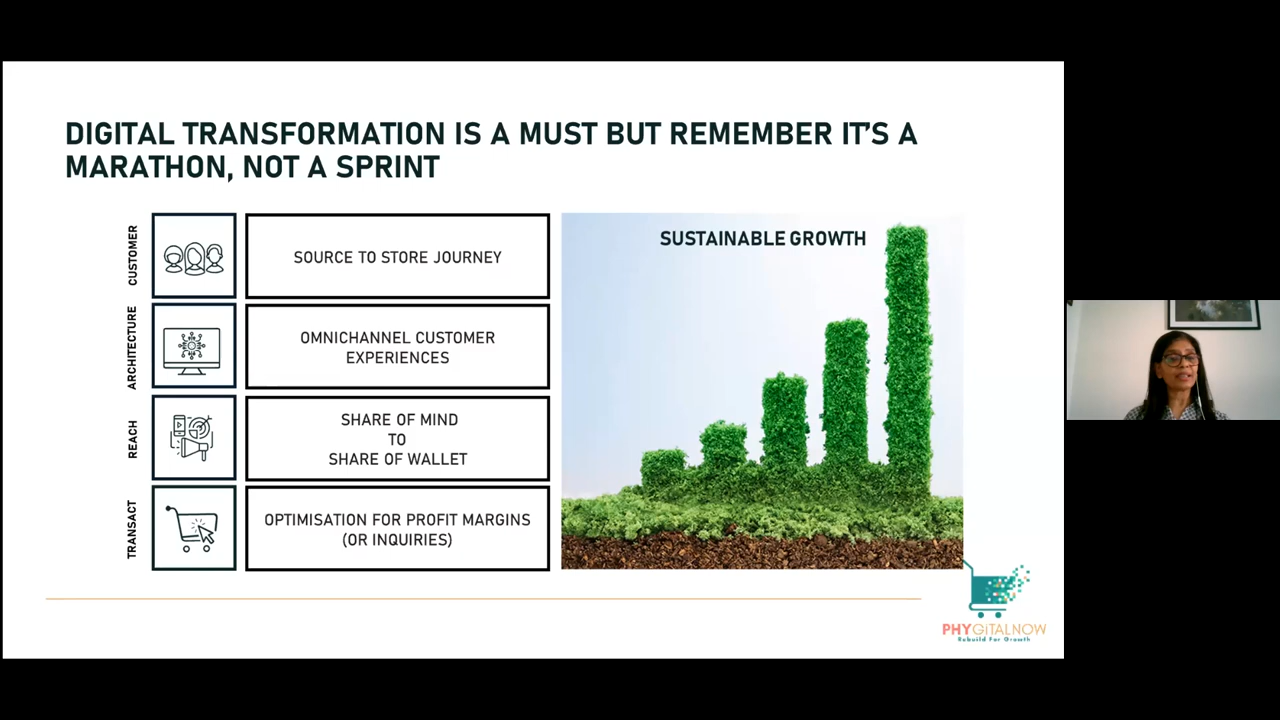 DIGITAL TRANSFORMATION IS A MUST BUT REMEMBER IT'S A
MARATHON, NOT A SPRINT
CUSTOMER
SOURCE TO STORE JOURNEY
ARCHITECTURE
OMNICHANNEL CUSTOMER
EXPERIENCES
REACH
SHARE OF MIND
TO
SHARE OF WALLET
TRANSACT
OPTIMISATION FOR PROFIT MARGINS
(OR INQUIRIES)
SUSTAINABLE GROWTH
PHYGITALNOW
Rebuild For Growth